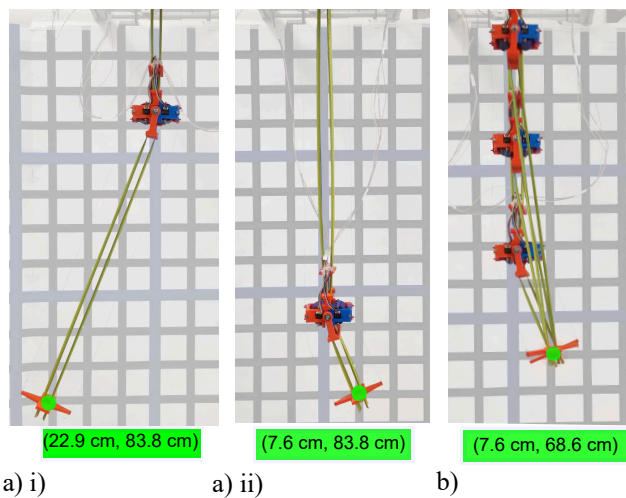 (22.9 cm, 83.8 cm)
(7.6 cm, 83.8 cm)
(7.6 cm, 68.6 cm)
a) i)
a) ii)
b)